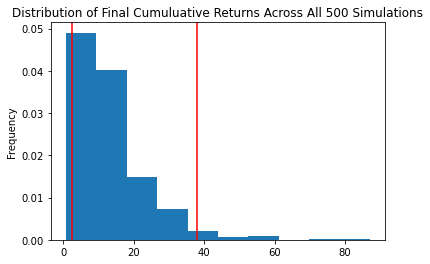 Distribution of Final Cumuluative Returns Across All 500 Simulations
0.05
0.04
0.03
0.02
0.01
0.00
Frequency
0 20 40 60 80